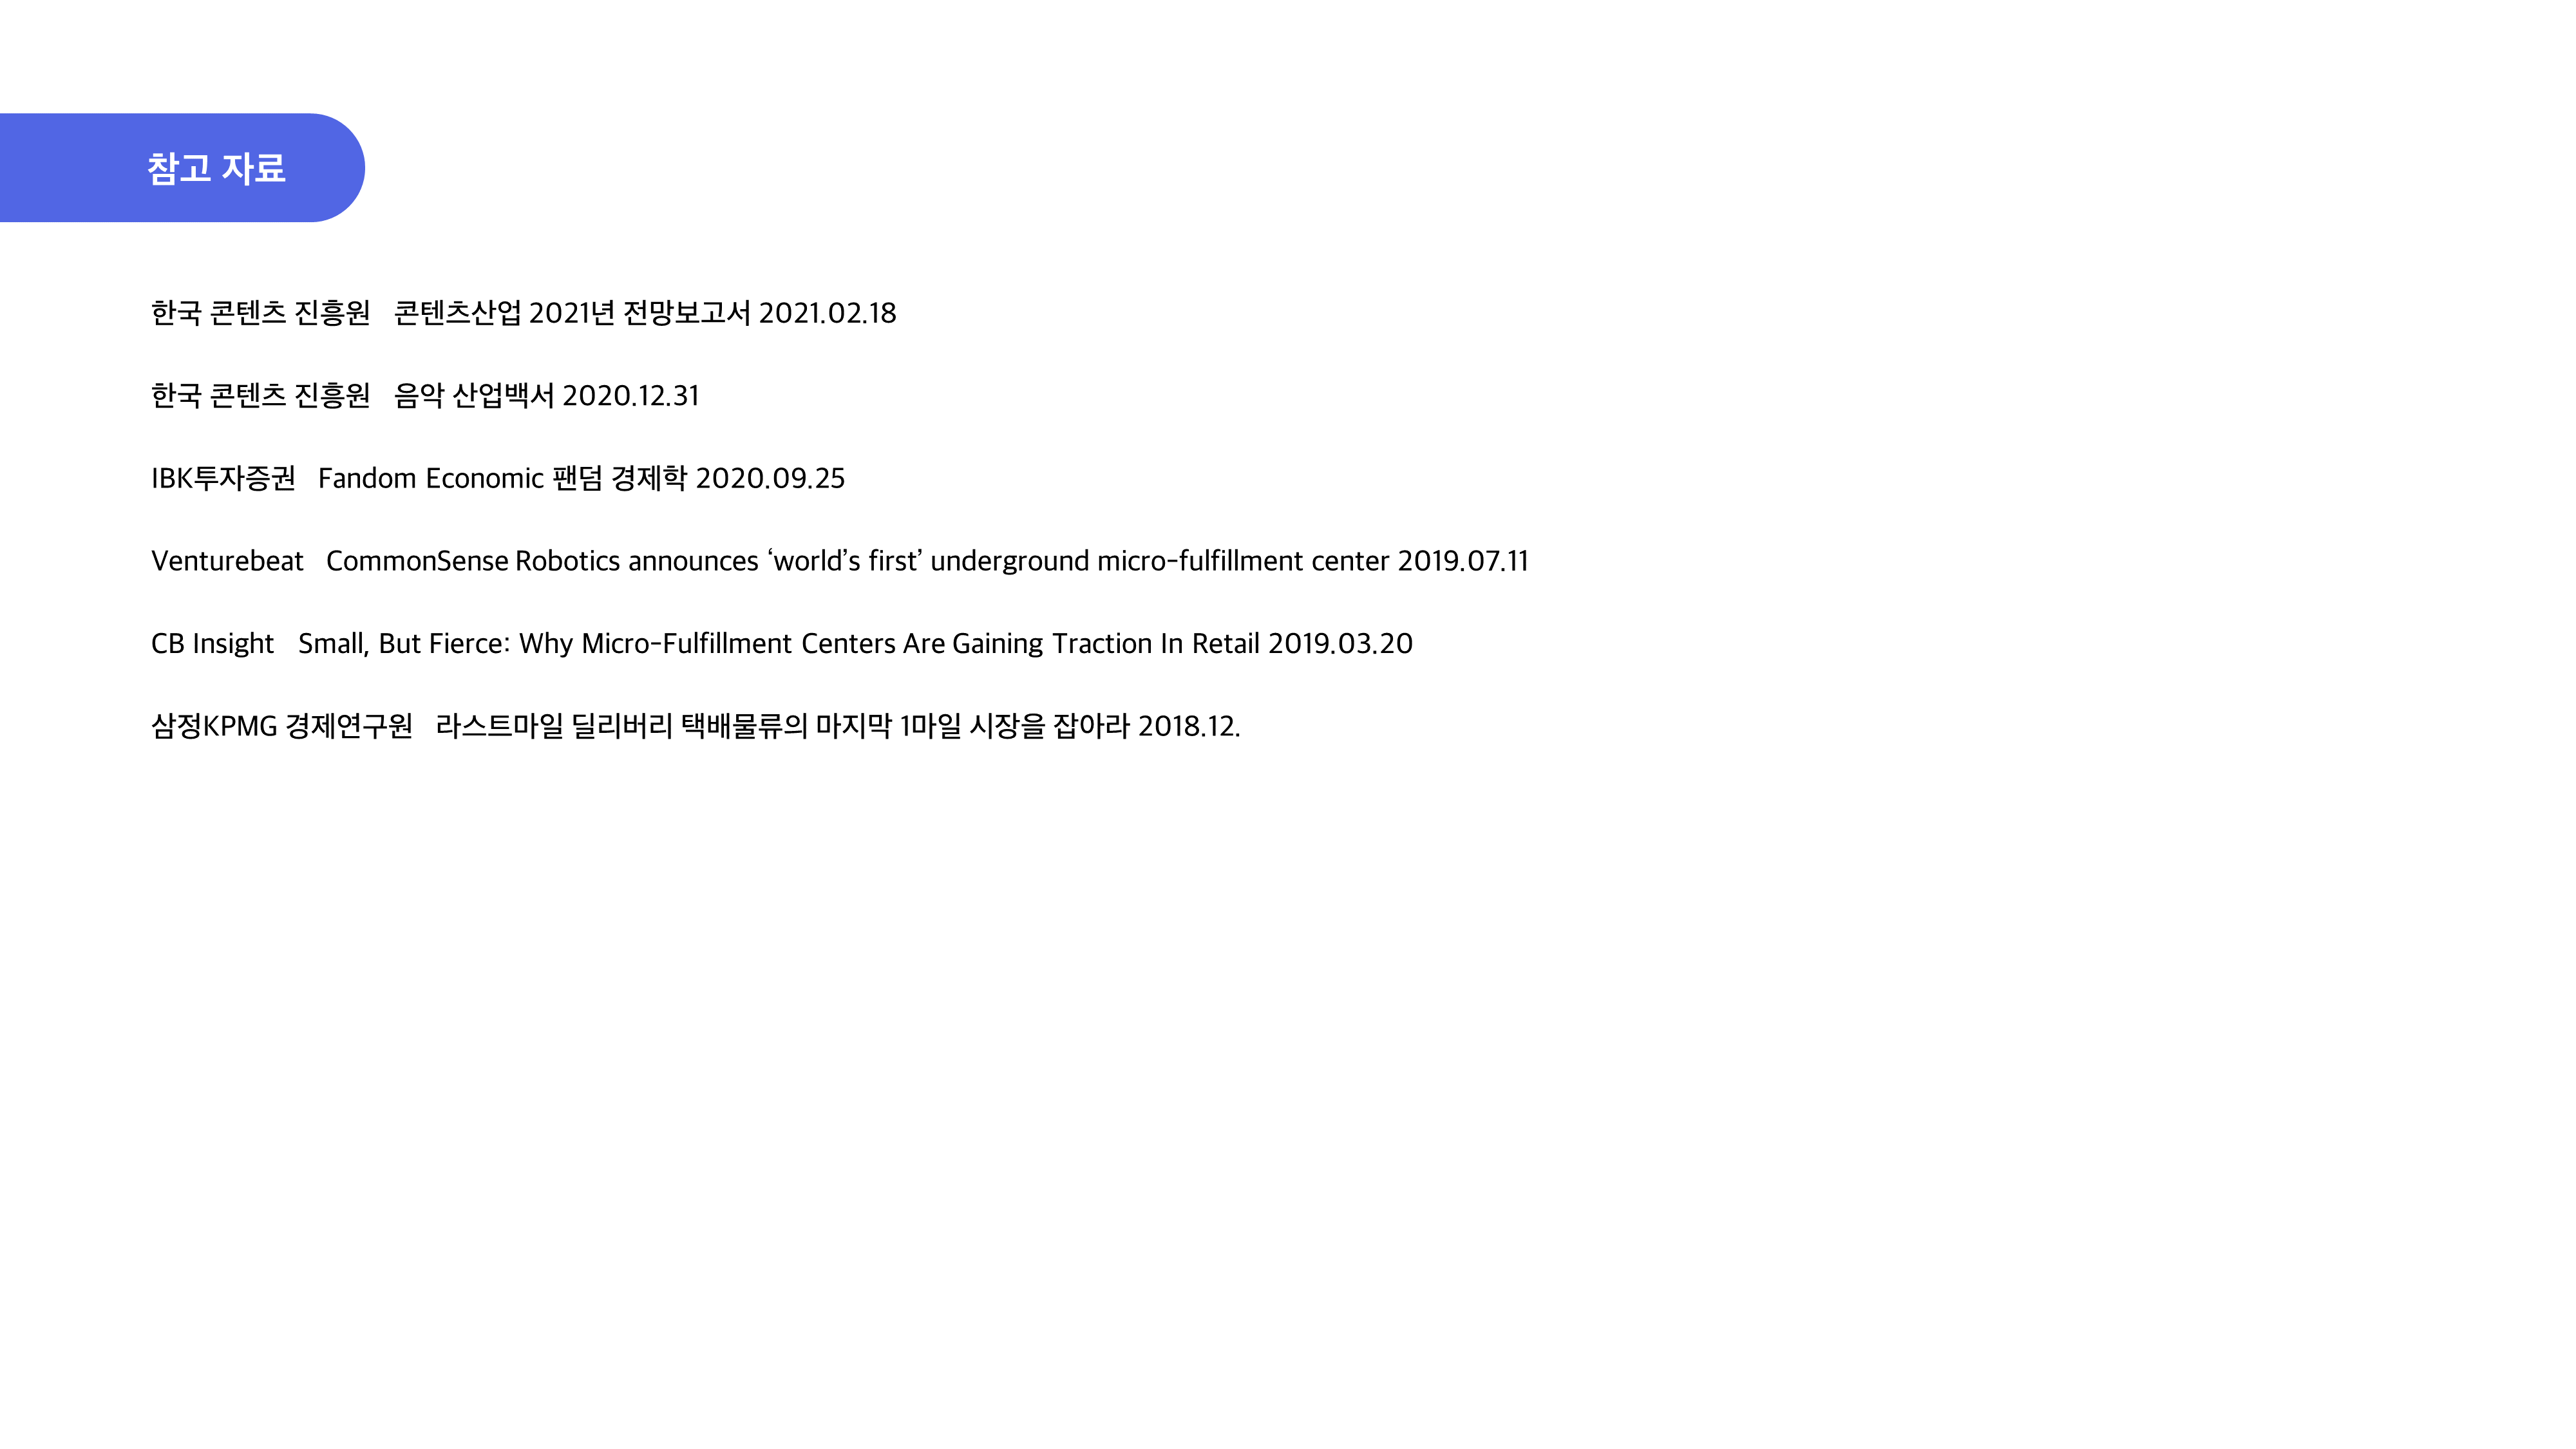 참고 자료
한국 콘텐츠 진흥원 콘텐츠산업 2021년 전망보고서 2021.02.18
한국 콘텐츠 진흥원 음악 산업백서 2020.12.31
IBK투자증권 Fandom Economic 팬덤 경제학 2020.09.25
Venturebeat CommonSense Robotics announces ‘world’s first’ underground micro-fulfillment center 2019.07.11
CB Insight Small, But Fierce: Why Micro-Fulfillment Centers Are Gaining Traction In Retail 2019.03.20
삼정KPMG 경제연구원 라스트마일 딜리버리 택배물류의 마지막 1마일 시장을 잡아라 2018.12.